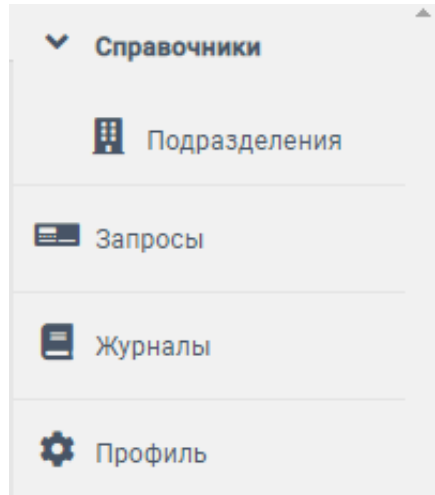 Справочники
Подразделения
Запросы
Журналы
Профиль